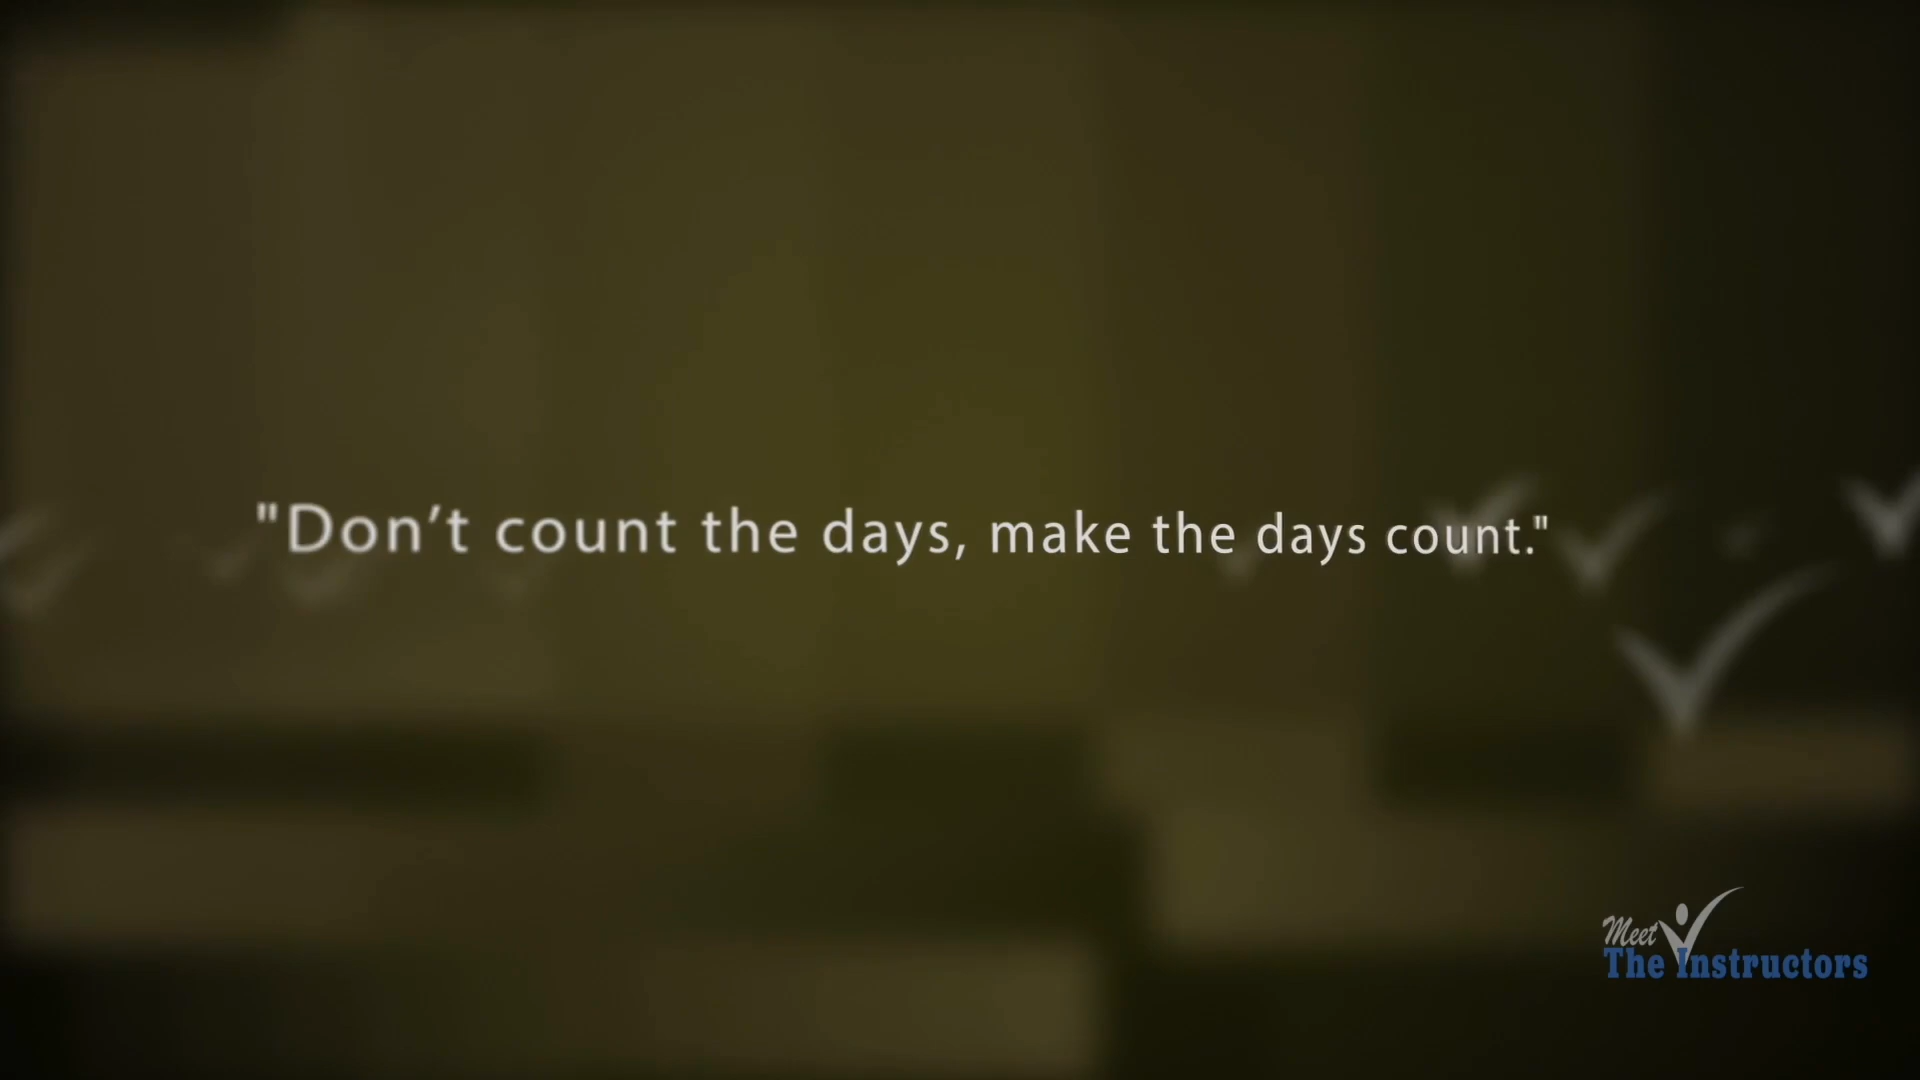 "Don’t count the days, make the days count."
Meet
The Instructors